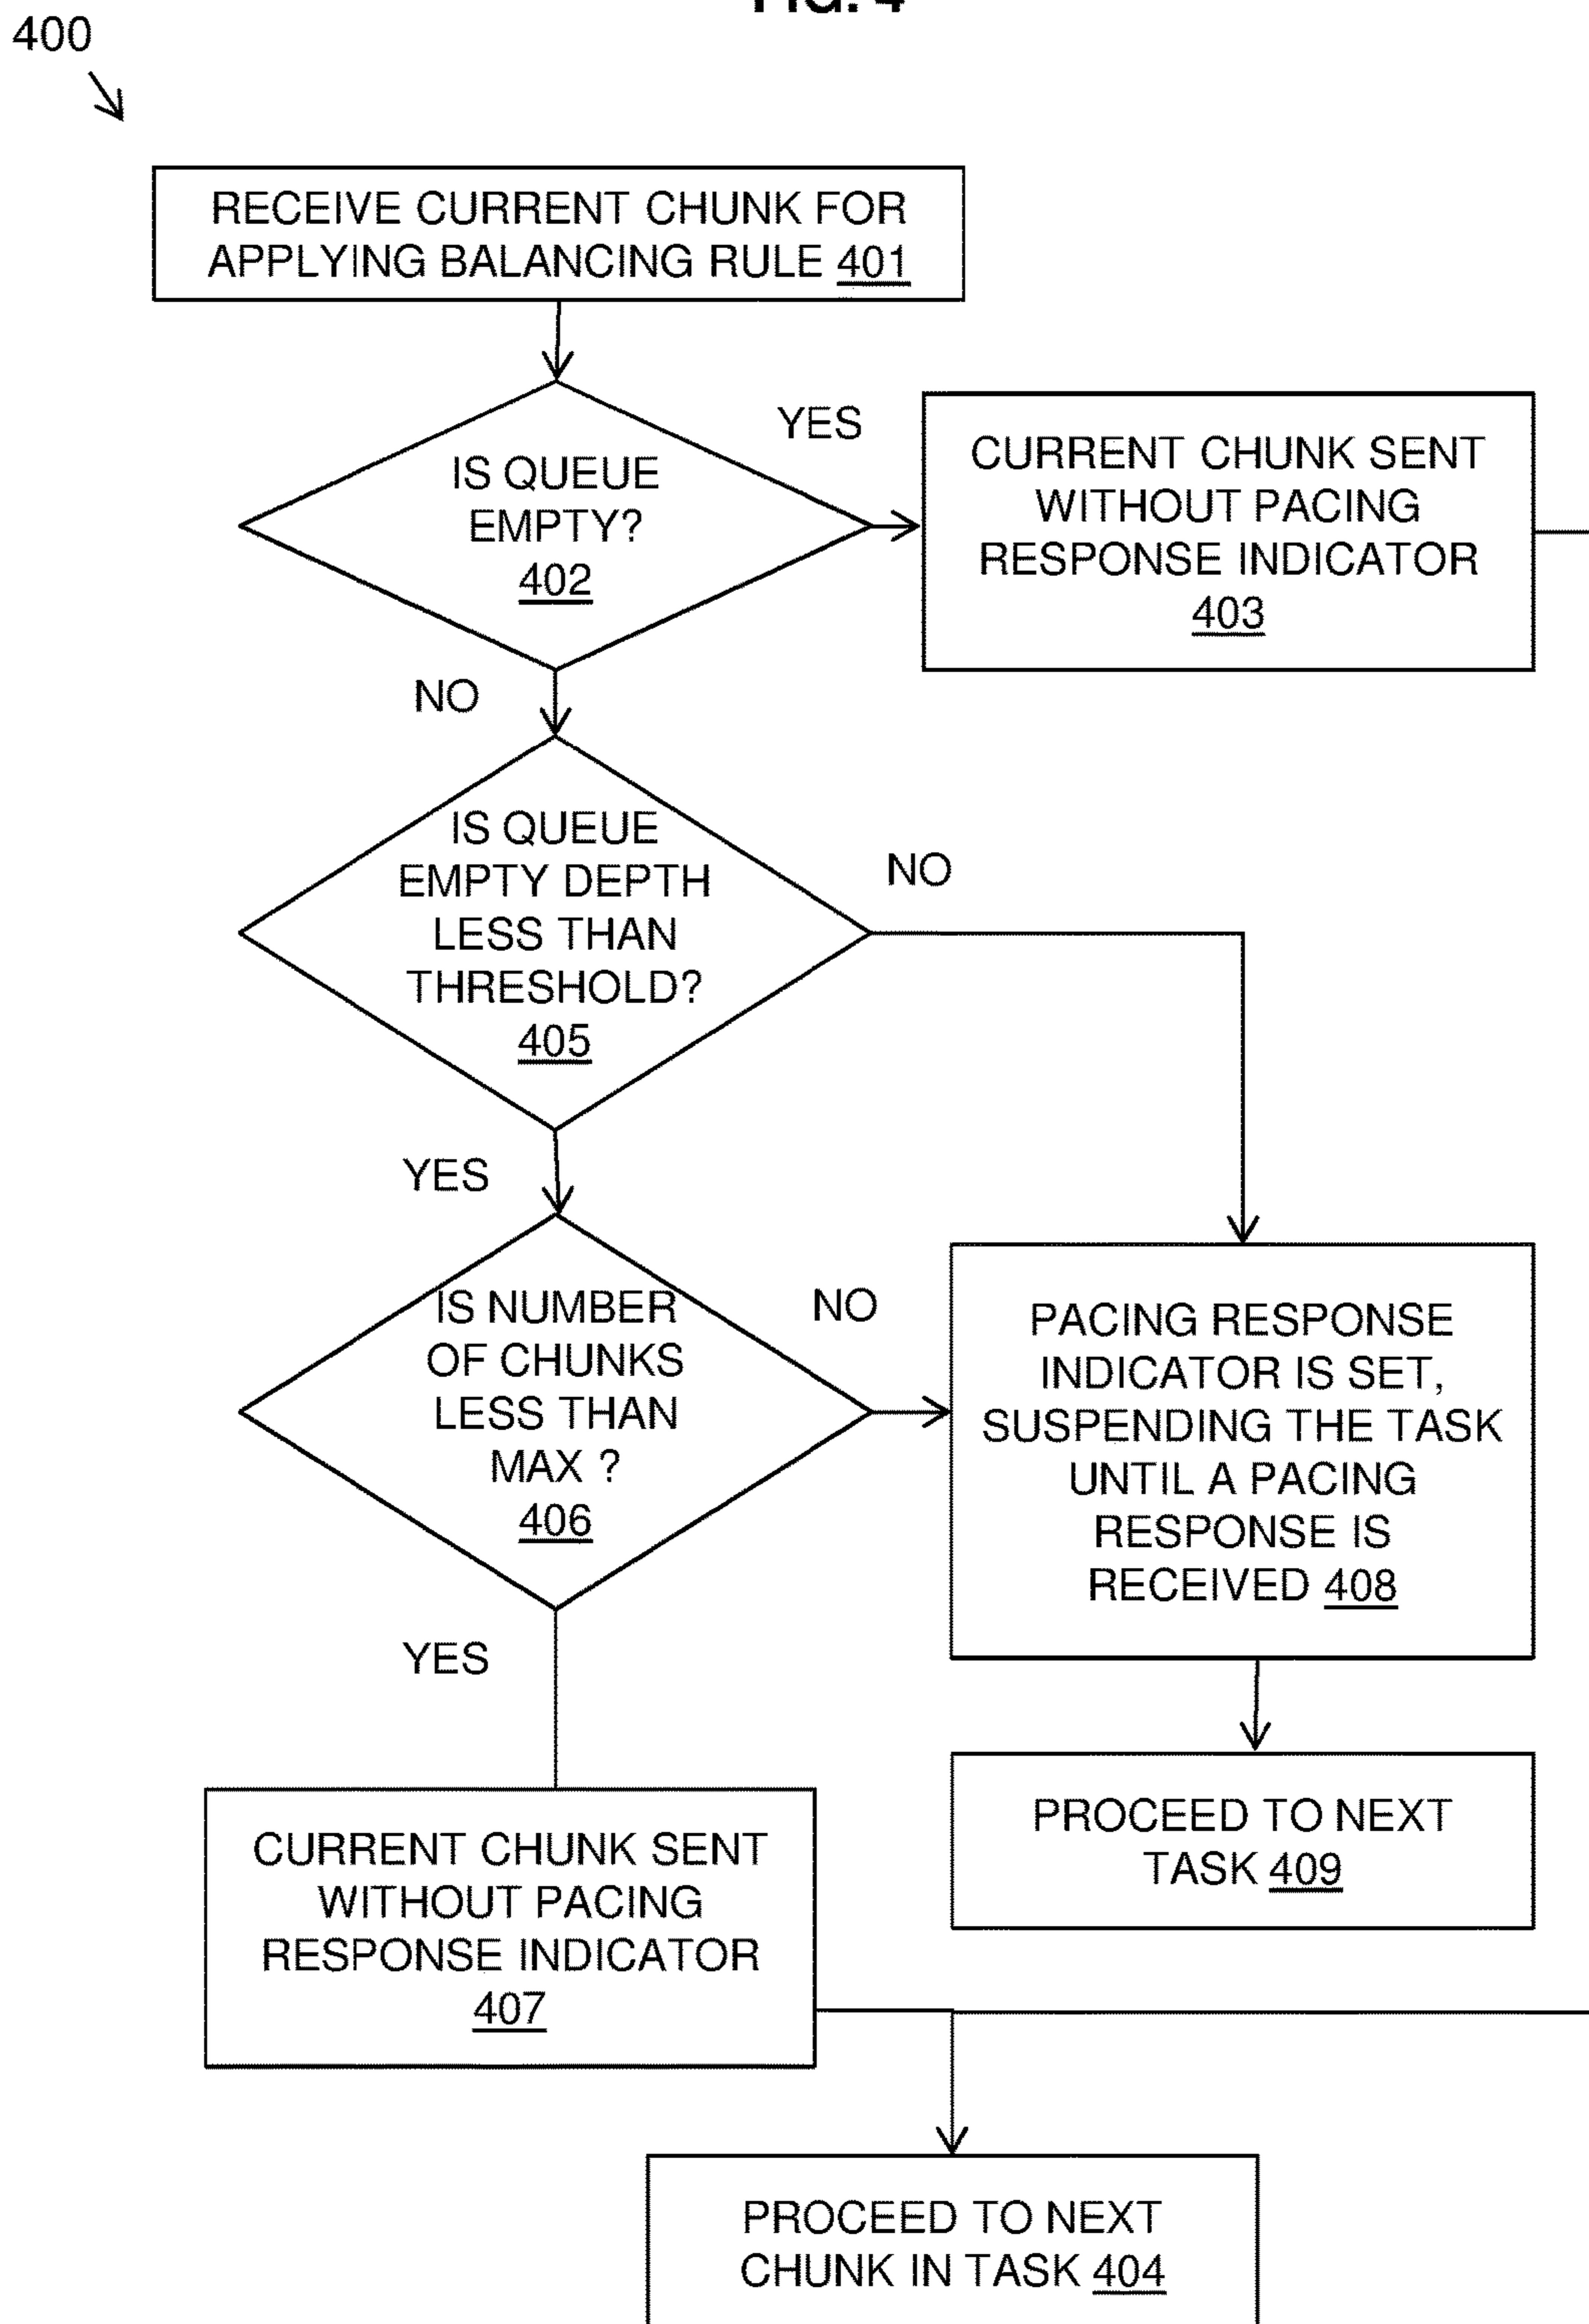 FIG. 4
400
RECEIVE CURRENT CHUNK FOR
APPLYING BALANCING RULE 401
YES
IS QUEUE
EMPTY?
402
CURRENT CHUNK SENT
WITHOUT PACING
RESPONSE INDICATOR
403
NO
IS QUEUE
EMPTY DEPTH
LESS THAN
THRESHOLD?
405
NO
YES
IS NUMBER
OF CHUNKS
LESS THAN
MAX ?
406
NO
PACING RESPONSE
INDICATOR IS SET,
SUSPENDING THE TASK
UNTIL A PACING
RESPONSE IS
RECEIVED 408
YES
PROCEED TO NEXT
TASK 409
CURRENT CHUNK SENT
WITHOUT PACING
RESPONSE INDICATOR
407
PROCEED TO NEXT
CHUNK IN TASK 404